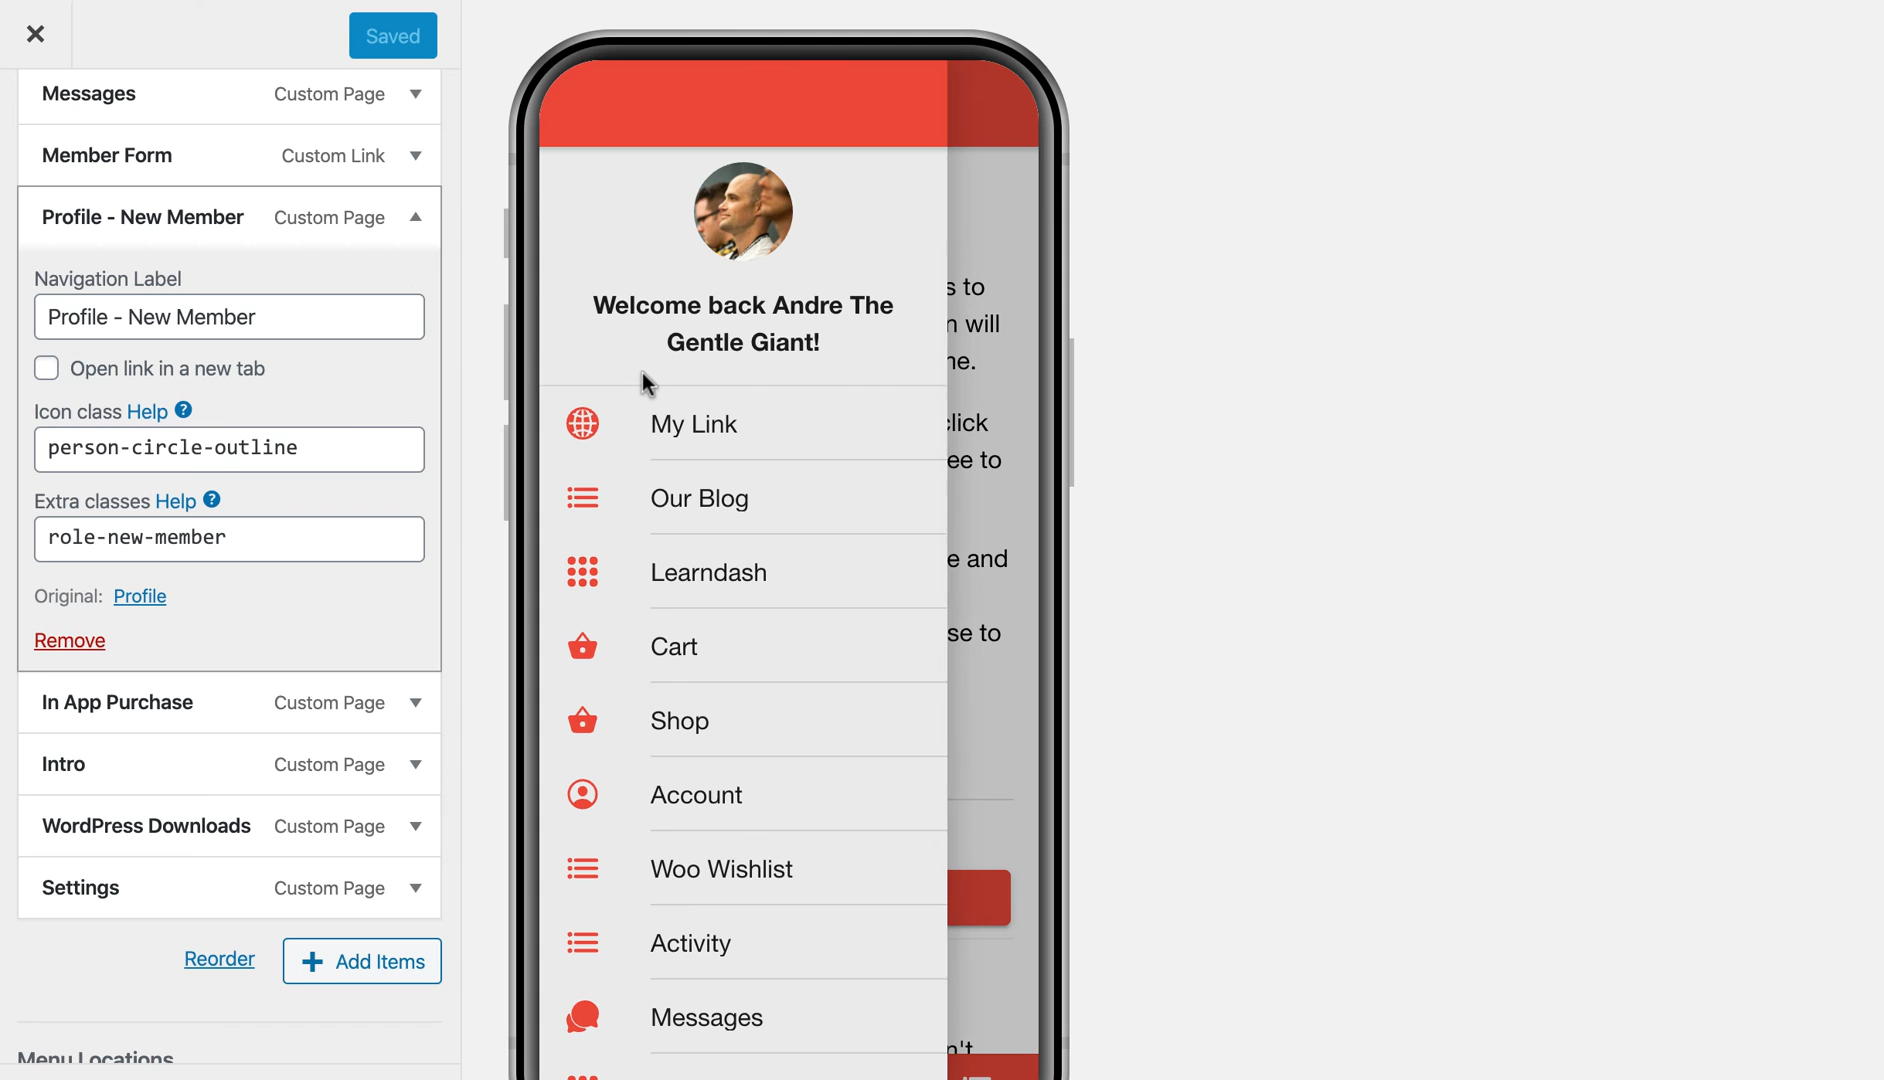 Saved
Messages Custom Page
Member Form Custom Link
Profile - New Member Custom Page
Navigation Label
Profile - New Member
Open link in a new tab
Icon class Help ?
person-circle-outline
Extra classes Help ?
role-new-member
Original: Profile
Remove
In App Purchase Custom Page
Intro Custom Page
WordPress Downloads Custom Page
Settings Custom Page
Reorder
+ Add Items
Menu Locations
Welcome back Andre The
Gentle Giant!
My Link
Our Blog
Learndash
Cart
Shop
Account
Woo Wishlist
Activity
Messages
s to
n will
ne.
click
ee to
e and
se to
n't